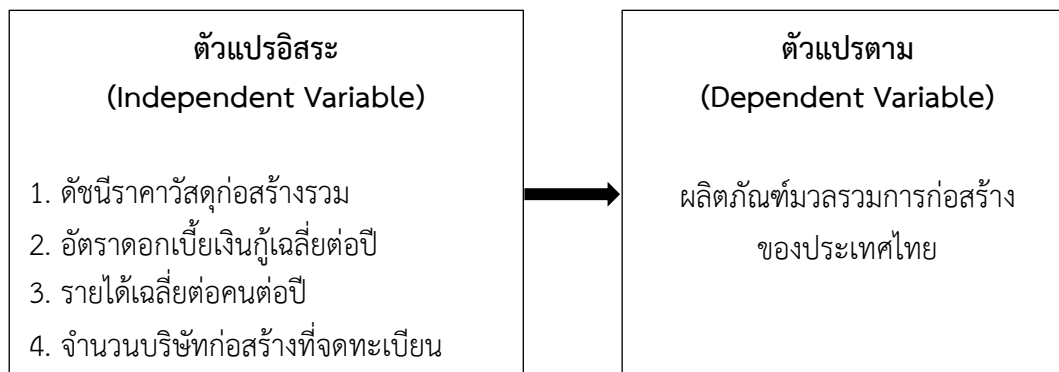 ตัวแปรอิสระ
(Independent Variable)
1. ดัชนีราคาวัสดุก่อสร้างรวม
2. อัตราดอกเบี้ยเงินกู้เฉลี่ยต่อปี
3. รายได้เฉลี่ยต่อคนต่อปี
4. จำนวนบริษัทก่อสร้างที่จดทะเบียน
ตัวแปรตาม
(Dependent Variable)
ผลิตภัณฑ์มวลรวมการก่อสร้าง
ของประเทศไทย